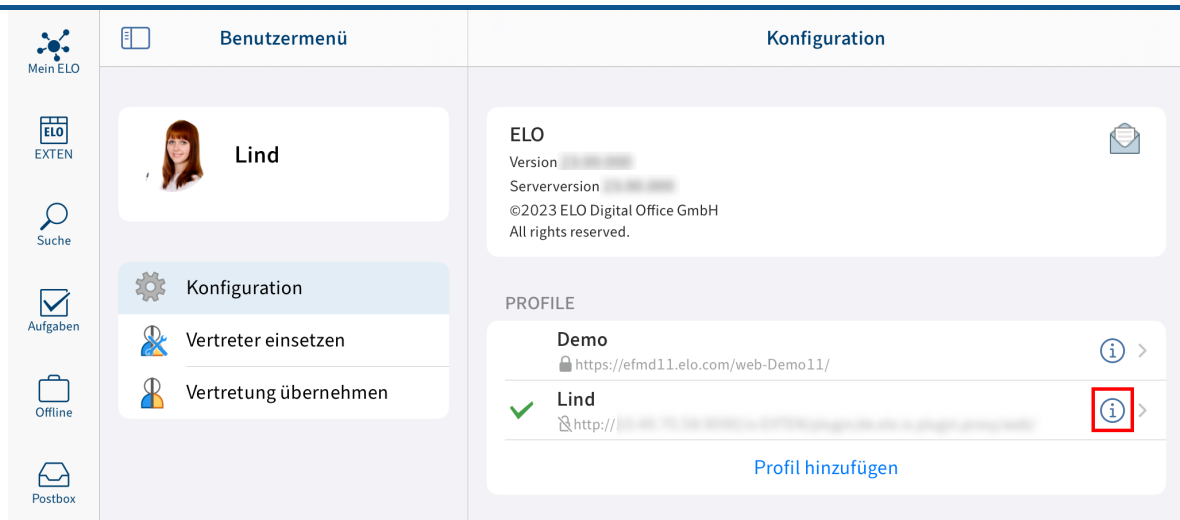 Mein ELO
ELO
EXTEN
Suche
Aufgaben
Offline
Postbox
Benutzermenü
Lind
Konfiguration
Vertreter einsetzen
Vertretung übernehmen
Konfiguration
ELO
Version
Serverversion
©2023 ELO Digital Office GmbH
All rights reserved.
PROFILE
Demo
https://efmd11.elo.com/web-Demo11/
Lind
http://
Profil hinzufügen